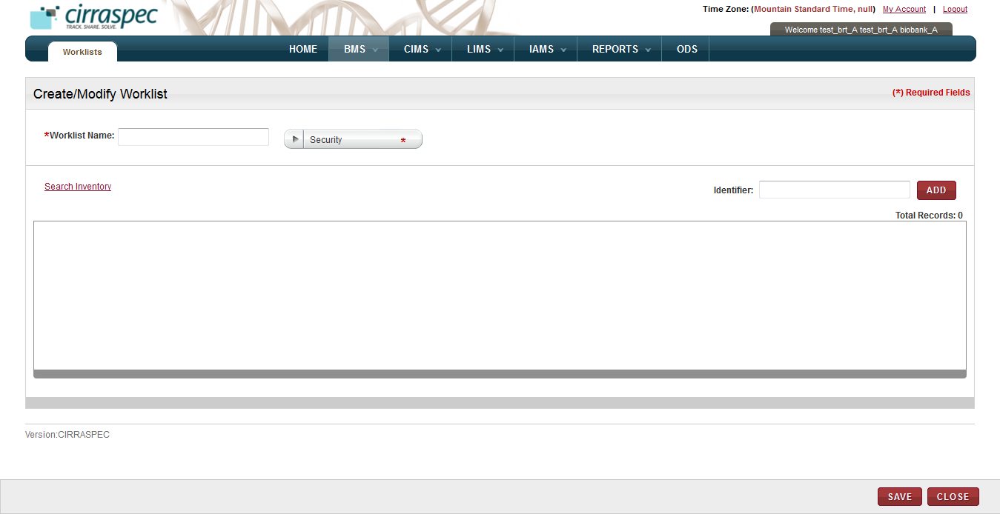 cirraspec
TRACK. SHARE. SOLVE.
Time Zone: (Mountain Standard Time, null) My Account | Logout
Welcome test_brt_A test_brt_A biobank_A
Worklists
HOME BMS CIMS LIMS IAMS REPORTS ODS
Create/Modify Worklist
(*) Required Fields
*Worklist Name:
Security *
Search Inventory
Identifier:
ADD
Total Records: 0
Version:CIRRASPEC
SAVE CLOSE